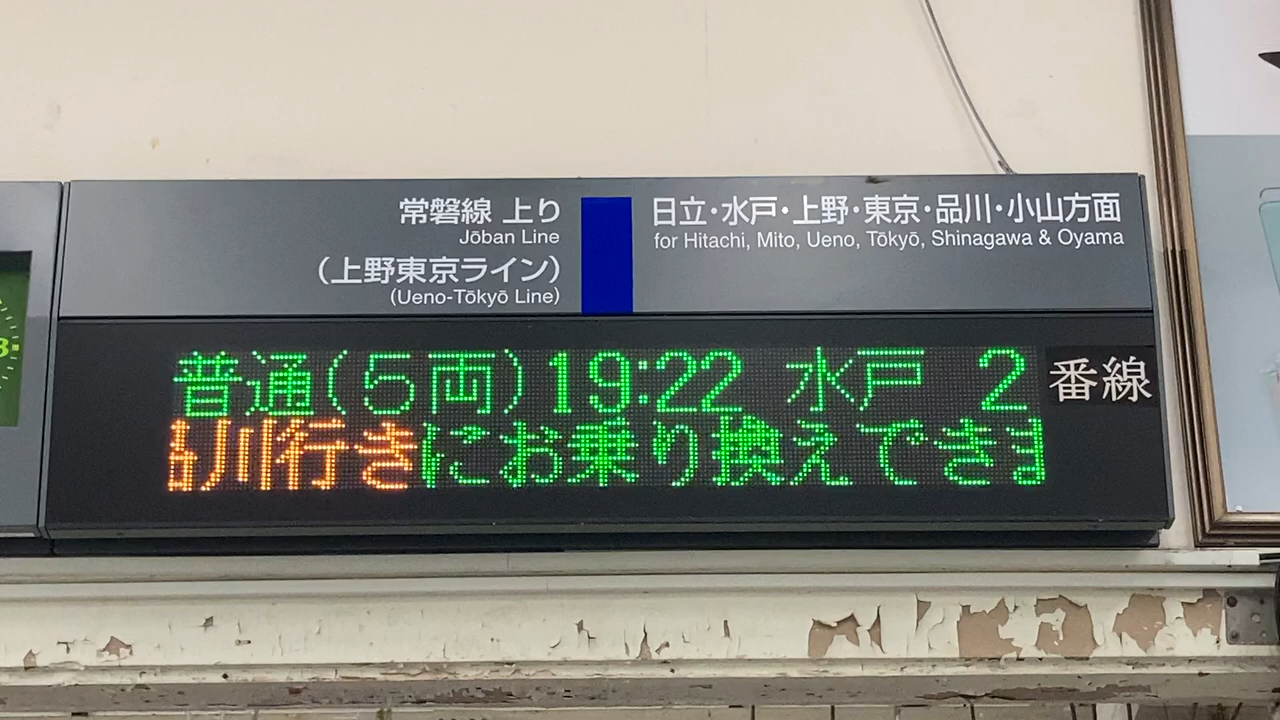 常磐線 上り
Jōban Line
(上野東京ライン)
(Ueno-Tōkyō Line)
日立・水戸・上野・東京・品川・小山方面
for Hitachi, Mito, Ueno, Tōkyō, Shinagawa & Oyama
普通(5両)19:22 水戸 2 番線
川行きにお乗り換えできま